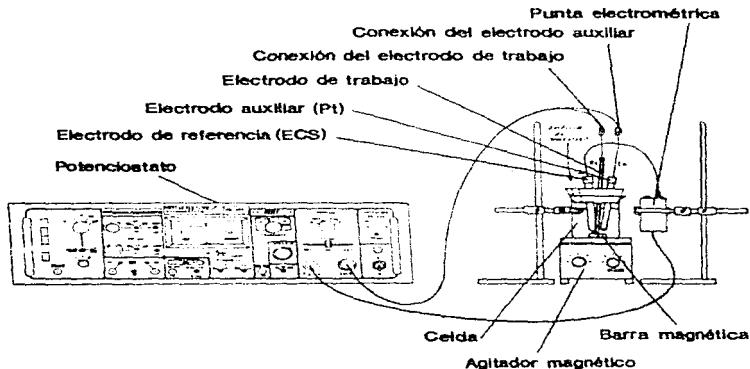 Punta electrométrica
Conexión del electrodo auxiliar
Conexión del electrodo de trabajo
Electrodo de trabajo
Electrodo auxiliar (Pt)
Electrodo de referencia (ECS)
Potenciostato
Celda
Barra magnética
Agitador magnético